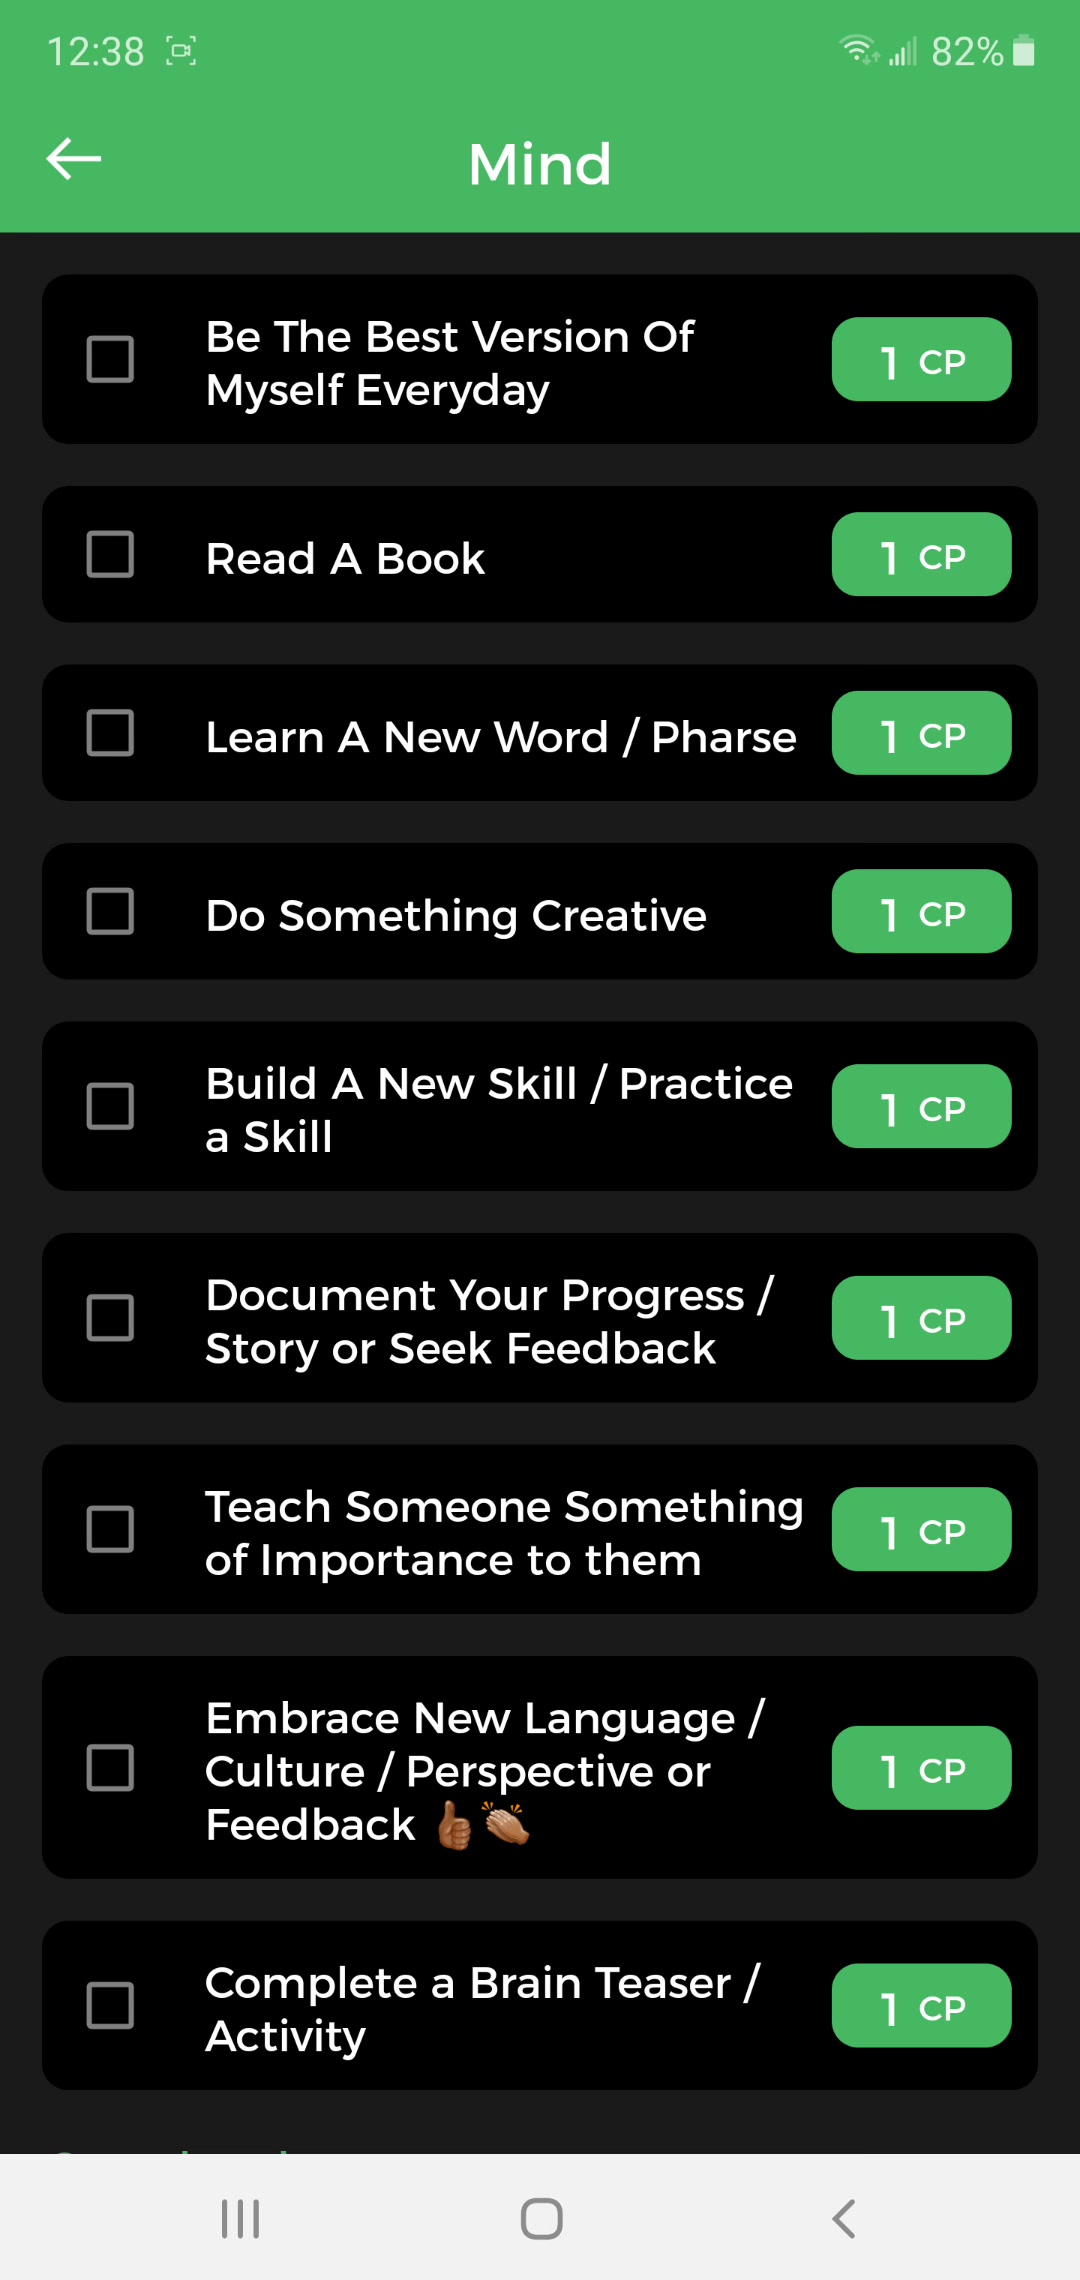 12:38
82%
Mind
Be The Best Version Of
Myself Everyday
1 CP
Read A Book
1 CP
Learn A New Word / Pharse
1 CP
Do Something Creative
1 CP
Build A New Skill / Practice
a Skill
1 CP
Document Your Progress /
Story or Seek Feedback
1 CP
Teach Someone Something
of Importance to them
1 CP
Embrace New Language /
Culture / Perspective or
Feedback 👍🏾👏🏽
1 CP
Complete a Brain Teaser /
Activity
1 CP